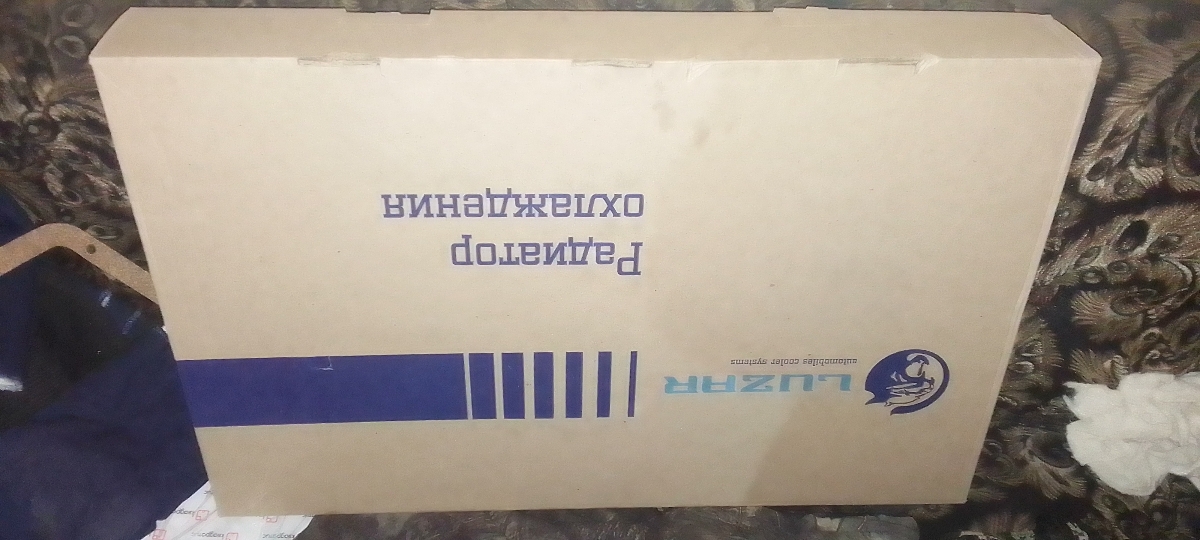 LUZAR
automobiles cooler systems
Радиатор
охлаждения